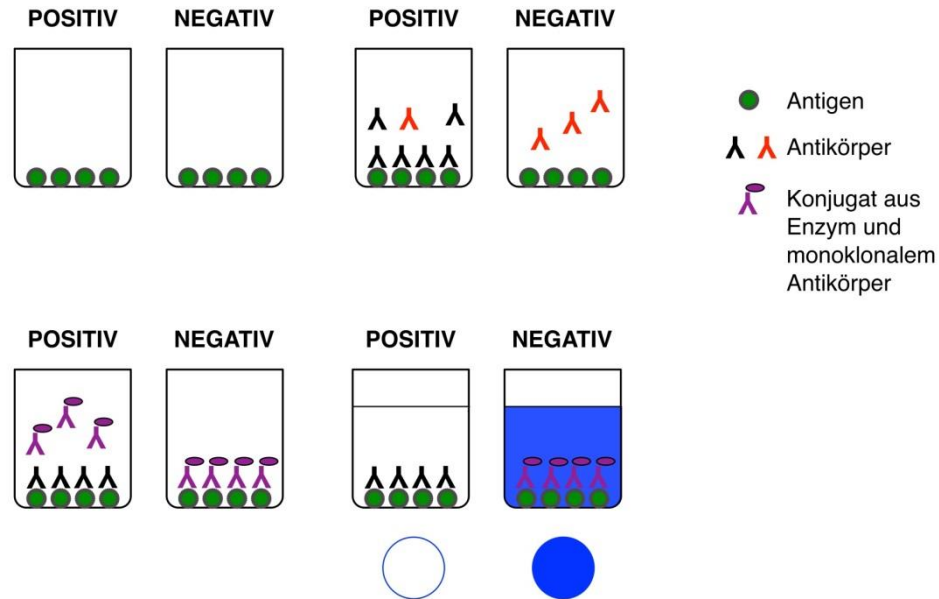 POSITIV NEGATIV POSITIV NEGATIV
Antigen
Antikörper
Konjugat aus
Enzym und
monoklonalem
Antikörper
POSITIV NEGATIV POSITIV NEGATIV